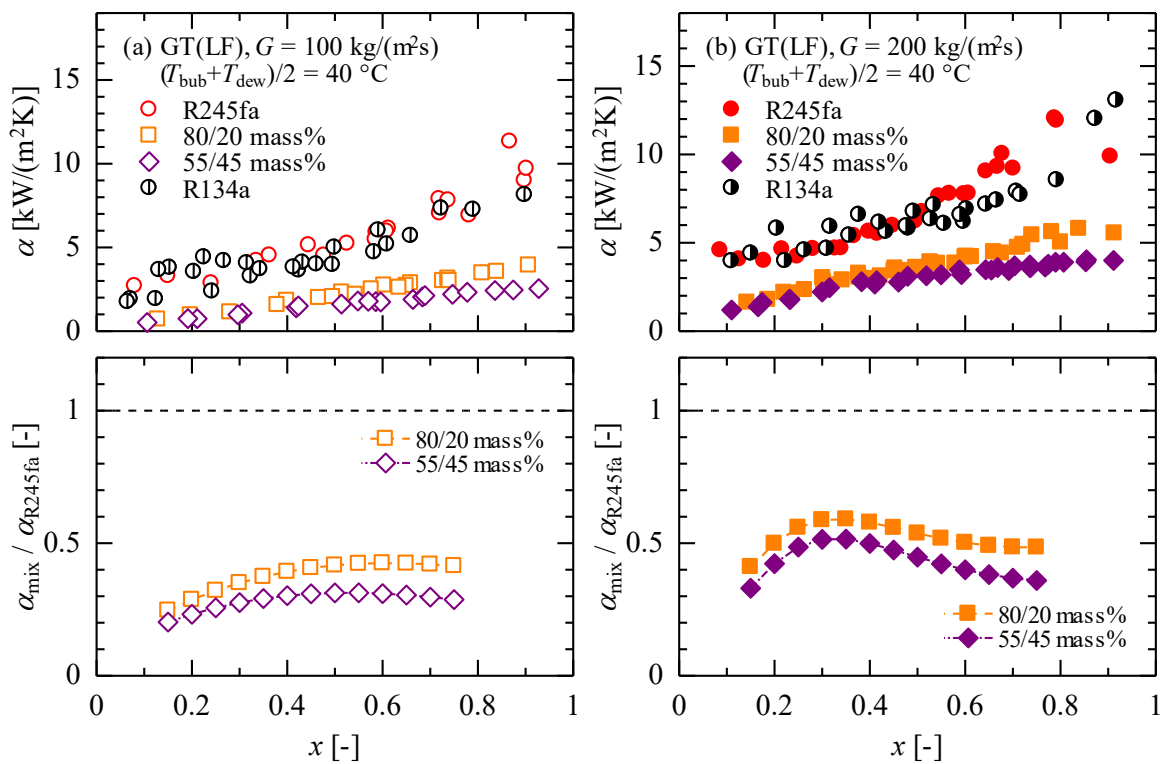 (a) GT(LF), G = 100 kg/(m²s)
(Tbub+Tdew)/2 = 40 °C
R245fa
80/20 mass%
55/45 mass%
R134a
α [kW/(m²K)]
15
10
5
0
(b) GT(LF), G = 200 kg/(m²s)
(Tbub+Tdew)/2 = 40 °C
R245fa
80/20 mass%
55/45 mass%
R134a
α [kW/(m²K)]
15
10
5
0
αmix / αR245fa [-]
1
0.5
0
80/20 mass%
55/45 mass%
0 0.2 0.4 0.6 0.8 1
x [-]
αmix / αR245fa [-]
1
0.5
0
80/20 mass%
55/45 mass%
0 0.2 0.4 0.6 0.8 1
x [-]